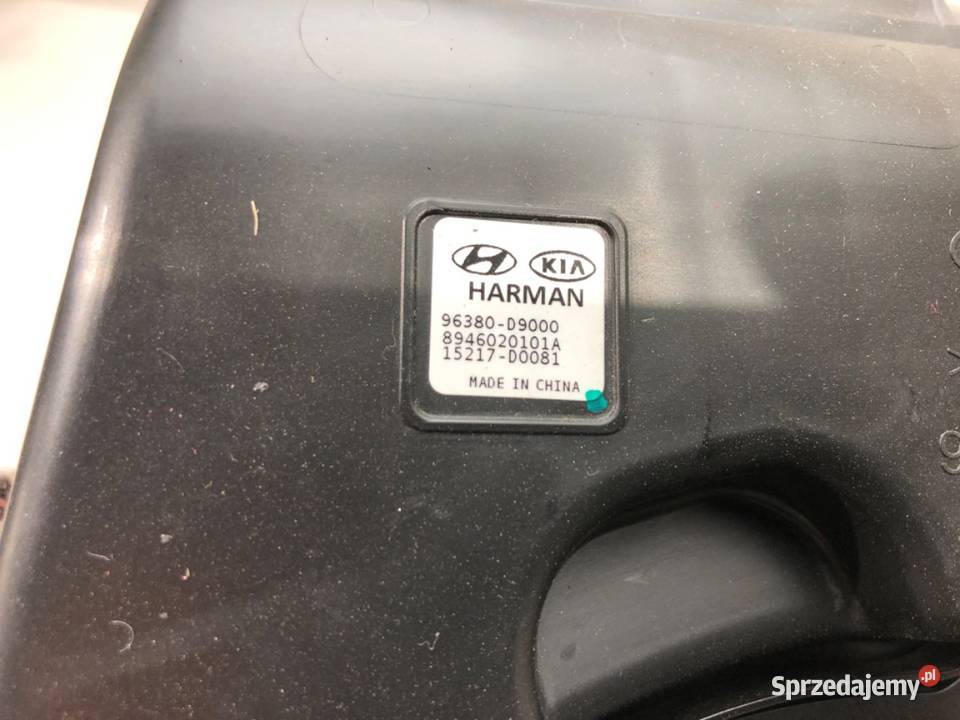 KIA
HARMAN
96380-D9000
8946020101A
15217-D0081
MADE IN CHINA
Sprzedajemy.pl